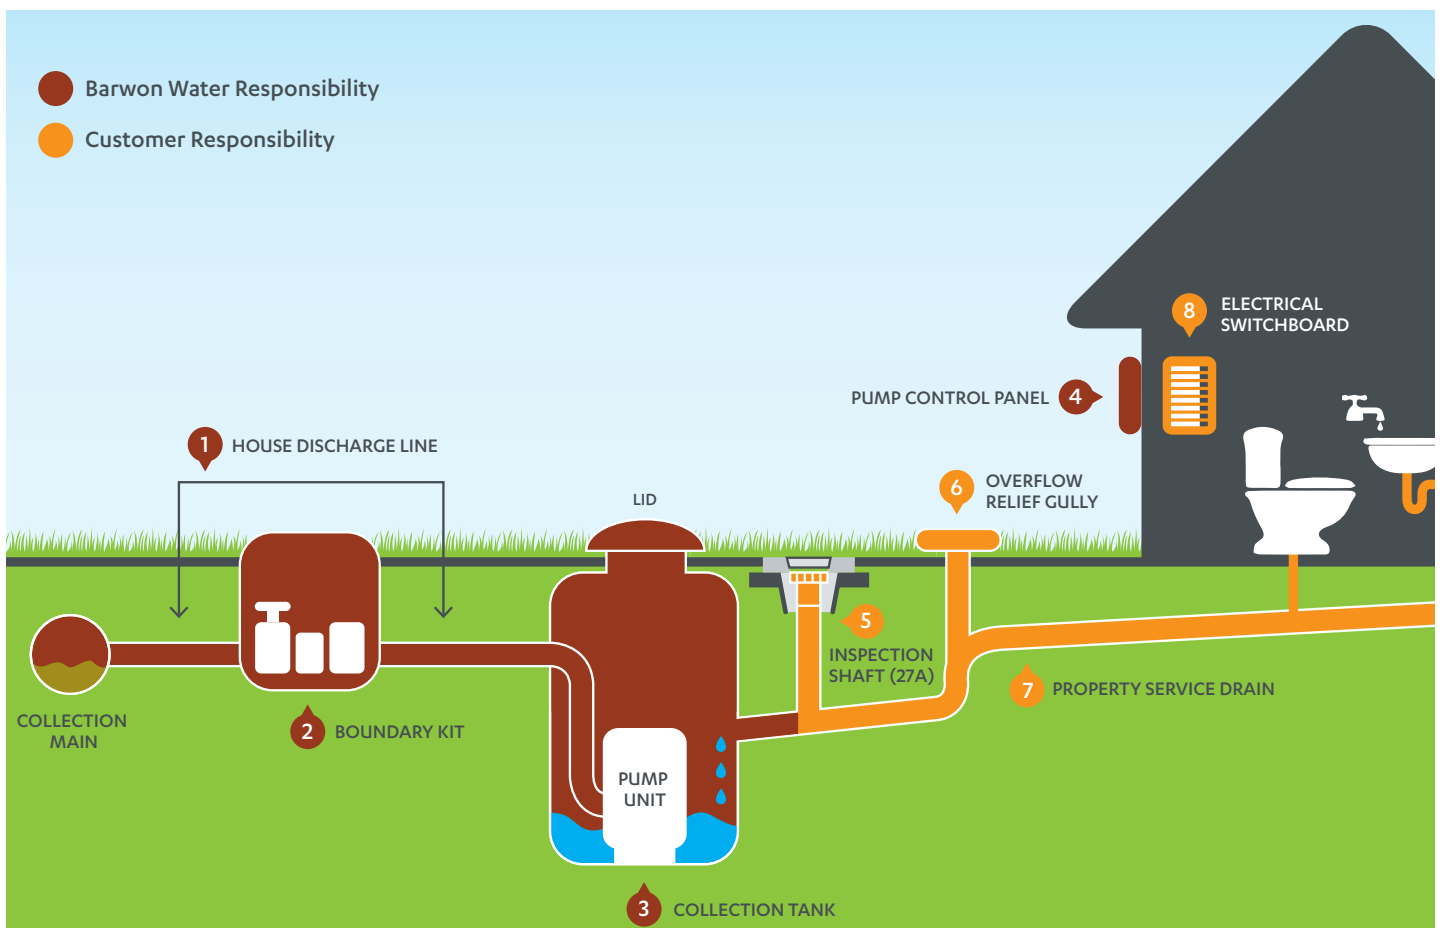 Barwon Water Responsibility
Customer Responsibility
8
ELECTRICAL
SWITCHBOARD
PUMP CONTROL PANEL
4
1
HOUSE DISCHARGE LINE
LID
6
OVERFLOW
RELIEF GULLY
5
INSPECTION
SHAFT (27A)
7
PROPERTY SERVICE DRAIN
COLLECTION
MAIN
2
BOUNDARY KIT
PUMP
UNIT
3
COLLECTION TANK